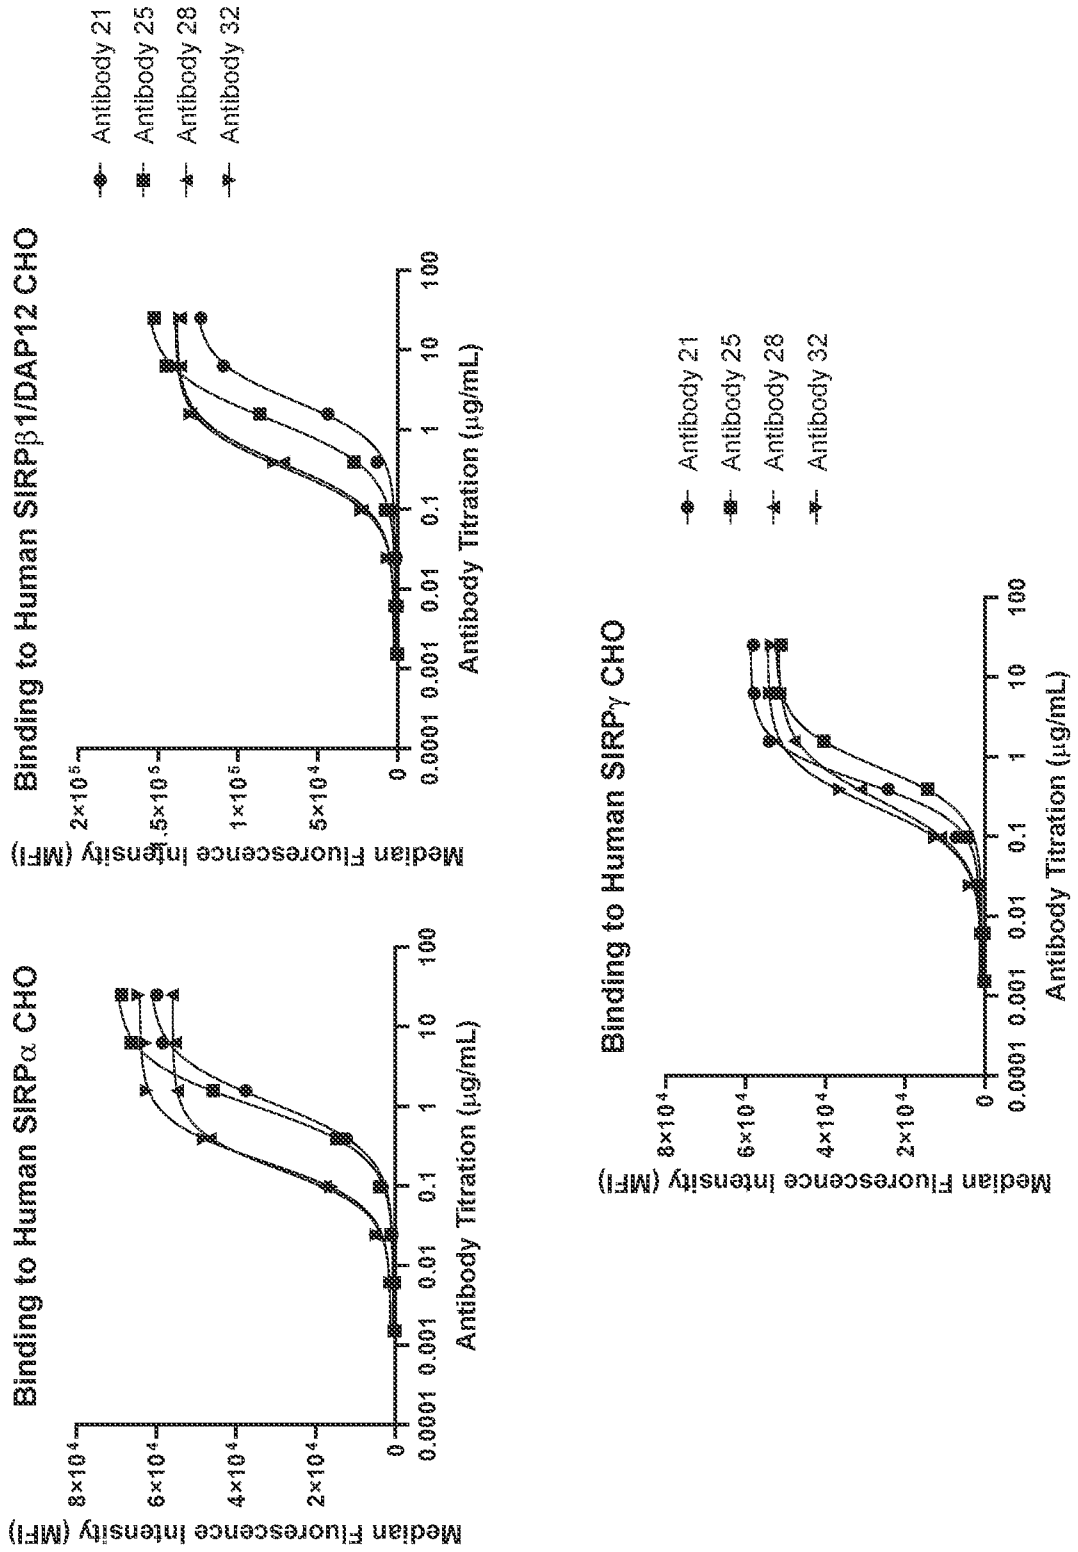 Binding to Human SIRPα CHO
Median Fluorescence Intensity (MFI)
8×10⁴
6×10⁴
4×10⁴
2×10⁴
0
0.0001 0.001 0.01 0.1 1 10 100
Antibody Titration (μg/mL)
Binding to Human SIRPβ1/DAP12 CHO
Median Fluorescence Intensity (MFI)
2×10⁵
.5×10⁵
1×10⁵
5×10⁴
0
0.0001 0.001 0.01 0.1 1 10 100
Antibody Titration (μg/mL)
Antibody 21
Antibody 25
Antibody 28
Antibody 32
Binding to Human SIRPγ CHO
Median Fluorescence Intensity (MFI)
8×10⁴
6×10⁴
4×10⁴
2×10⁴
0
0.0001 0.001 0.01 0.1 1 10 100
Antibody Titration (μg/mL)
Antibody 21
Antibody 25
Antibody 28
Antibody 32